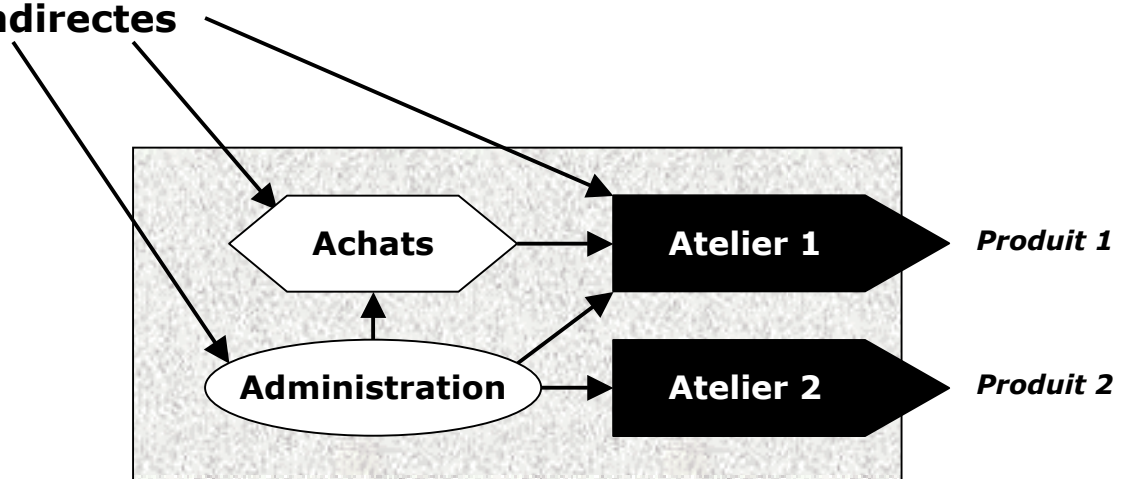 ndirectes
Achats
Atelier 1
Produit 1
Administration
Atelier 2
Produit 2